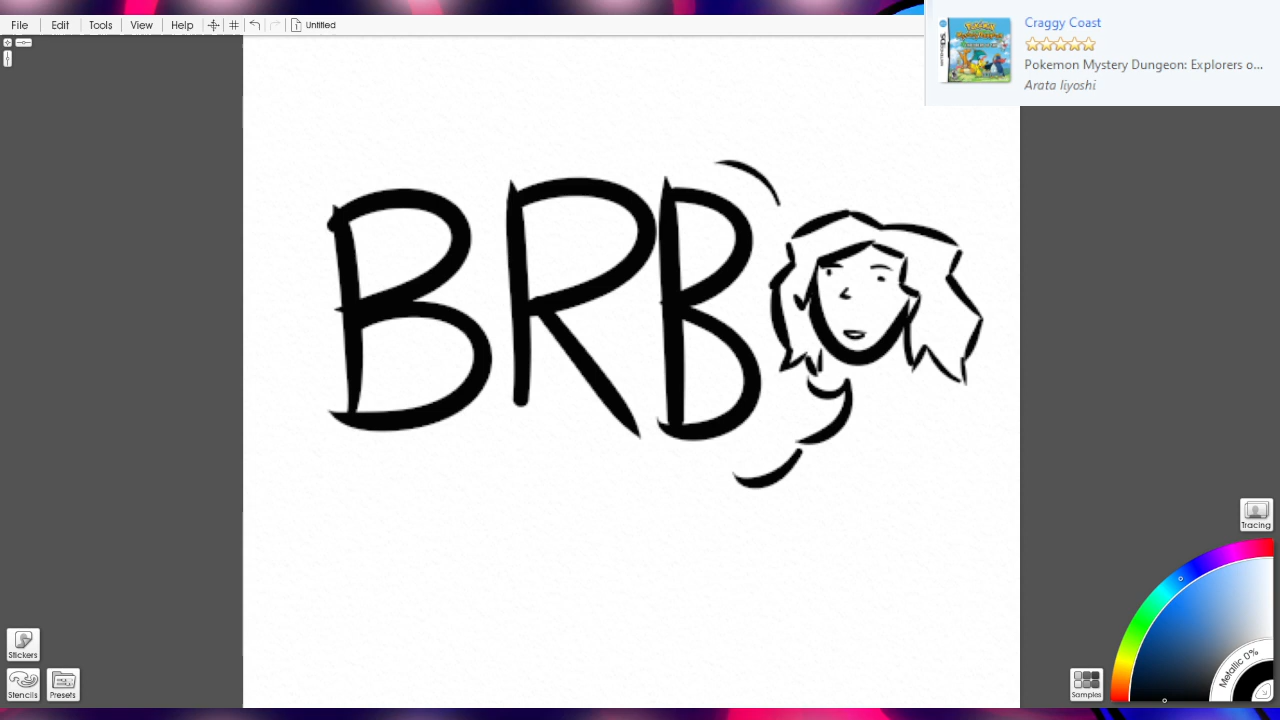 File Edit Tools View Help 1 Untitled
Craggy Coast
Pokemon Mystery Dungeon: Explorers o...
Arata Iiyoshi
BRB
Tracing
Metallic 0%
Stickers
Stencils Presets
Samples